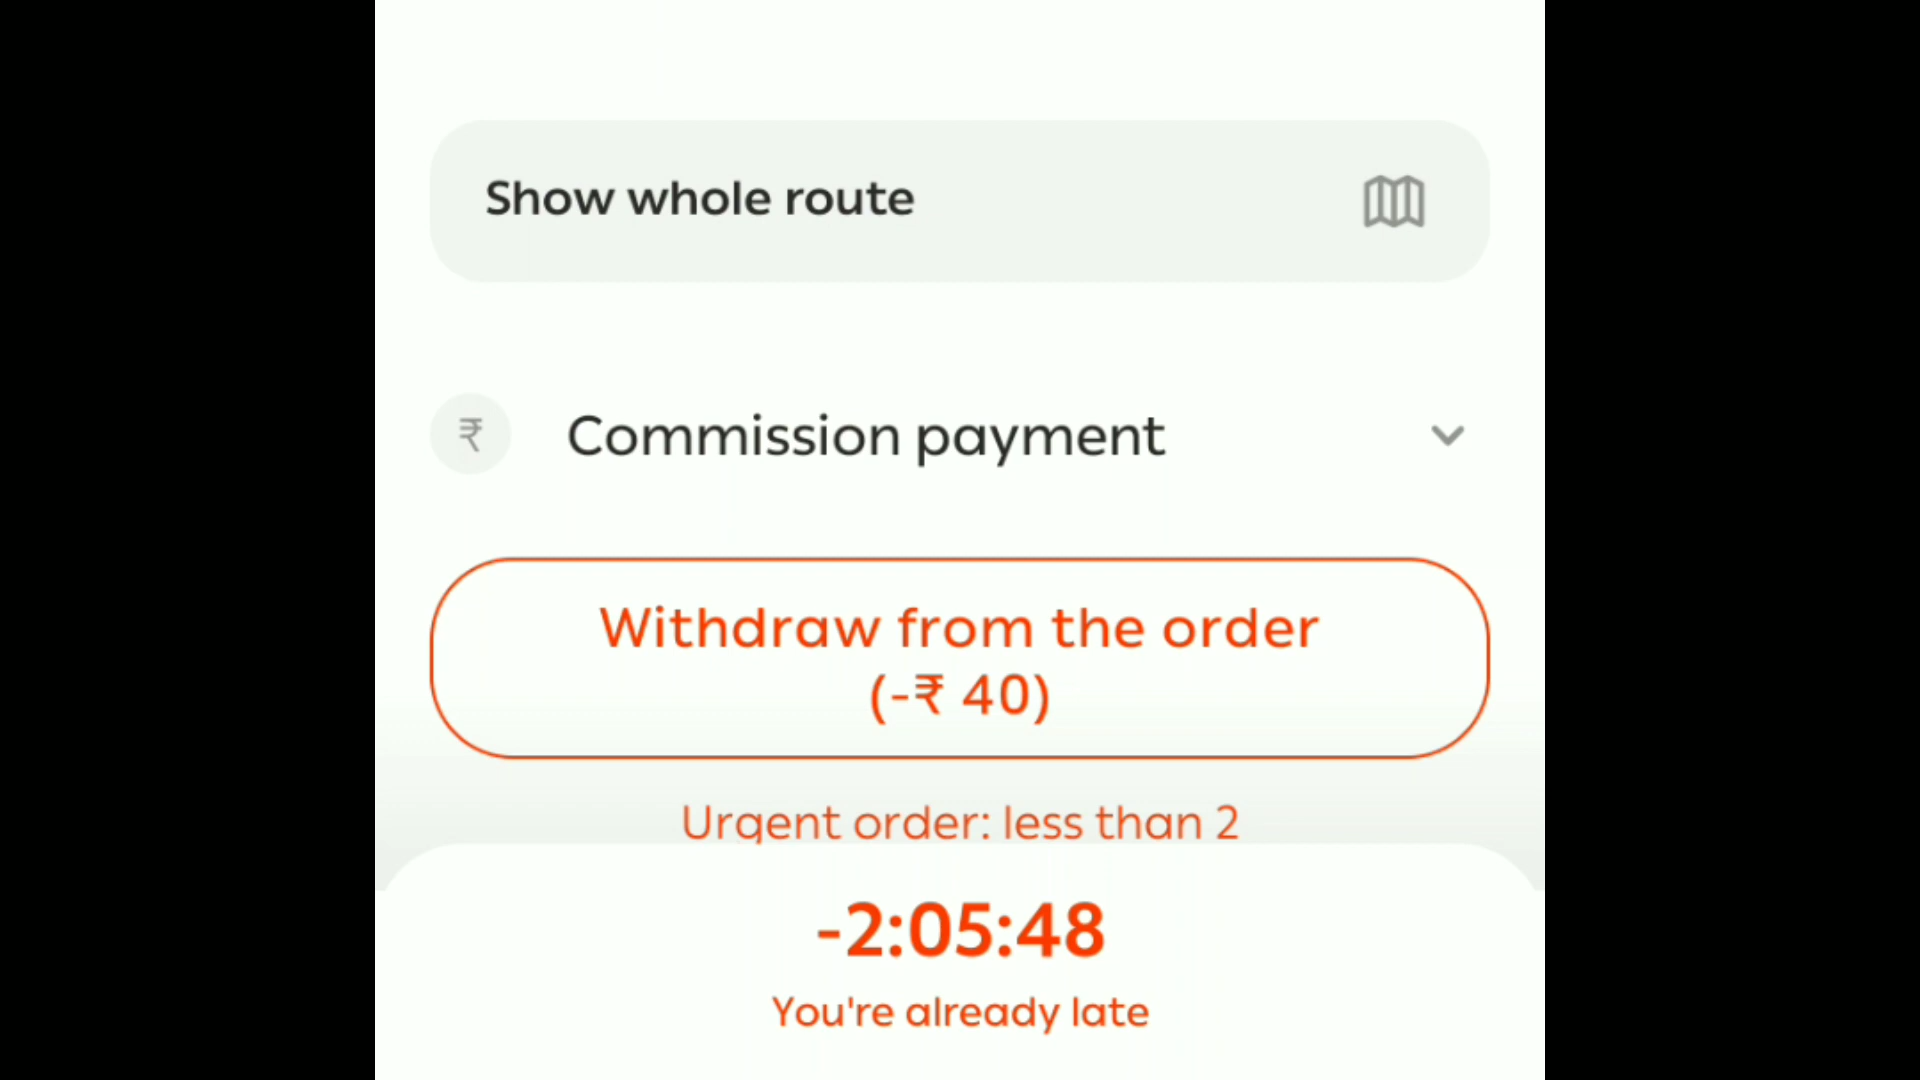 Show whole route
₹ Commission payment
Withdraw from the order
(-₹ 40)
Urgent order: less than 2
-2:05:48
You're already late